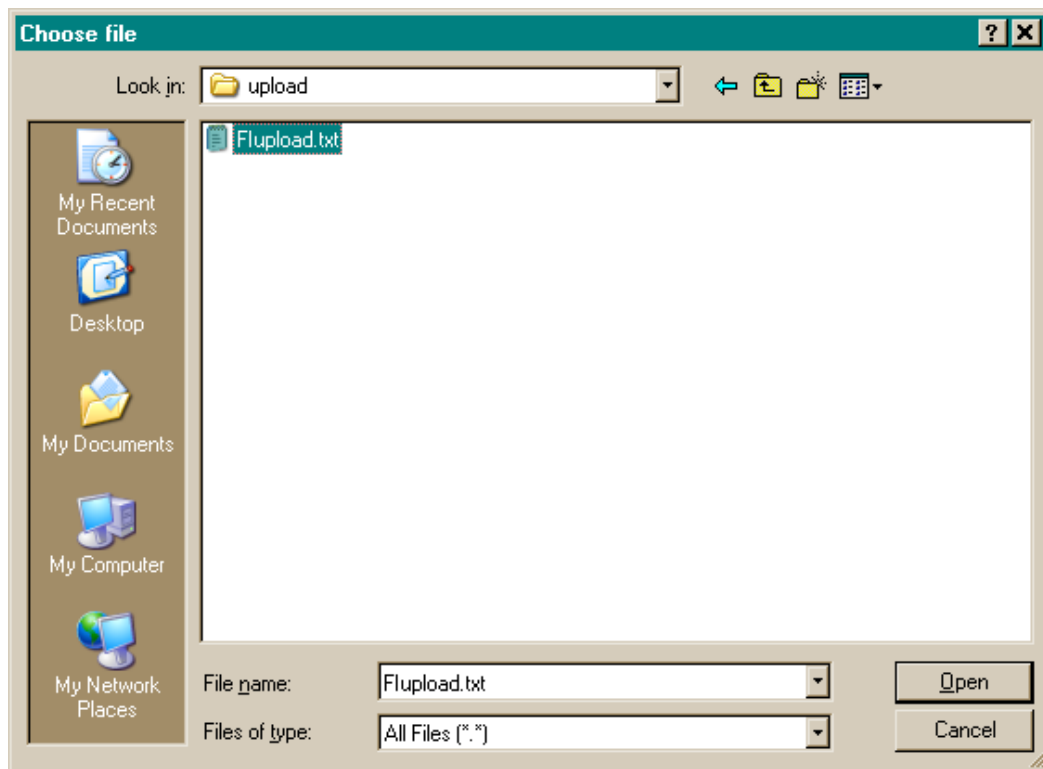 Choose file
Look in:
upload
Flupload.txt
My Recent
Documents
Desktop
My Documents
My Computer
My Network
Places
File name:
Flupload.txt
Open
Files of type:
All Files (*.*)
Cancel